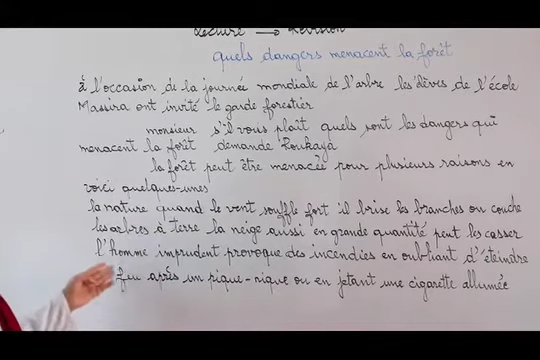 Lecture → Révision
quels dangers menacent la forêt
à l'occasion de la journée mondiale de l'arbre les élèves de l'école
Massira ont invité le garde forestier
monsieur s'il vous plaît quels sont les dangers qui
menacent la forêt demande Roukaya
la forêt peut être menacée pour plusieurs raisons en
voici quelques-unes
la nature quand le vent souffle fort il brise les branches ou couche
les arbres à terre la neige aussi en grande quantité peut les casser
l'homme imprudent provoque des incendies en oubliant d'éteindre
feu après un pique-nique ou en jetant une cigarette allumée